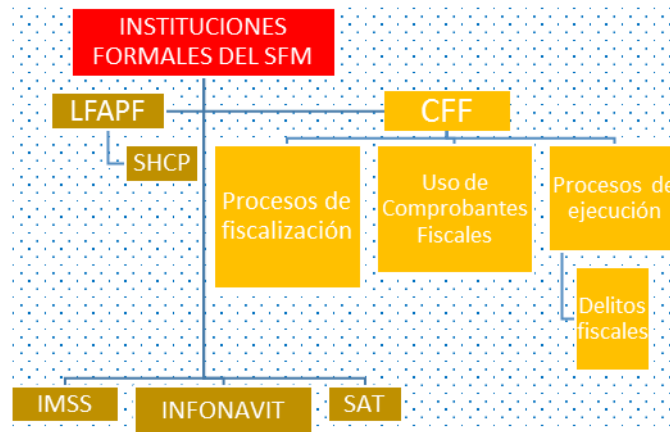 INSTITUCIONES
FORMALES DEL SFM
LFAPF
CFF
SHCP
Procesos de
fiscalización
Uso de
Comprobantes
Fiscales
Procesos de
ejecución
Delitos
fiscales
IMSS
INFONAVIT
SAT